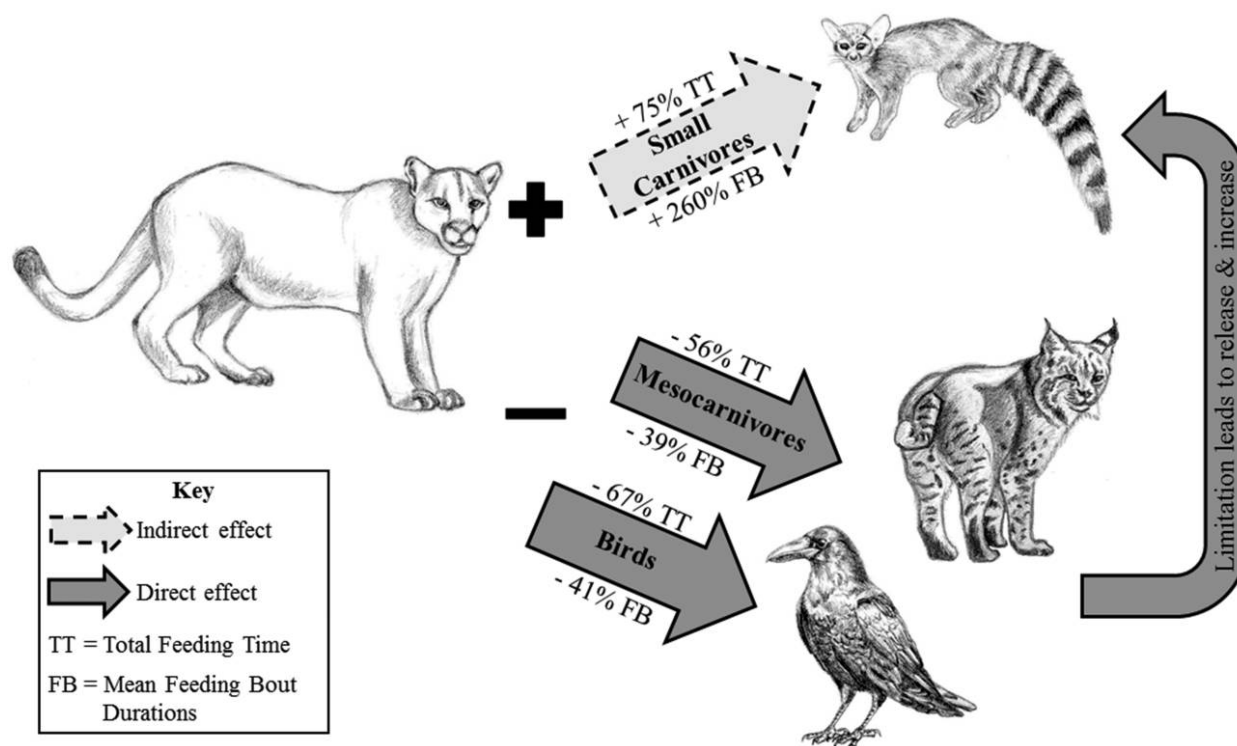 + 75% TT
Small
Carnivores
+ 260% FB
- 56% TT
Mesocarnivores
- 39% FB
- 67% TT
Birds
- 41% FB
Limitation leads to release & increase
Key
Indirect effect
Direct effect
TT = Total Feeding Time
FB = Mean Feeding Bout
Durations